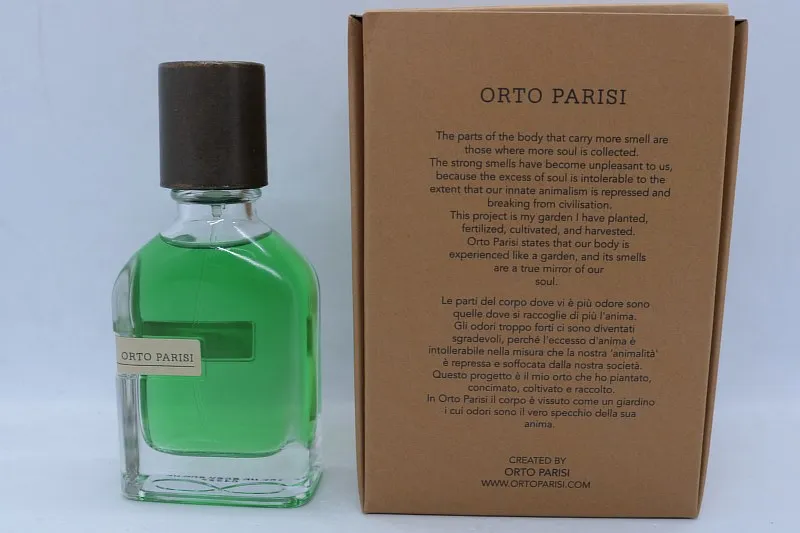 ORTO PARISI
ORTO PARISI
The parts of the body that carry more smell are
those where more soul is collected.
The strong smells have become unpleasant to us,
because the excess of soul is intolerable to the
extent that our innate animalism is repressed and
breaking from civilisation.
This project is my garden I have planted,
fertilized, cultivated, and harvested.
Orto Parisi states that our body is
experienced like a garden, and its smells
are a true mirror of our
soul.
Le parti del corpo dove vi è più odore sono
quelle dove si raccoglie di più l'anima.
Gli odori troppo forti ci sono diventati
sgradevoli, perché l'eccesso d'anima è
intollerabile nella misura che la nostra 'animalità'
è repressa e soffocata dalla nostra società.
Questo progetto è il mio orto che ho piantato,
concimato, coltivato e raccolto.
In Orto Parisi il corpo è vissuto come un giardino
i cui odori sono il vero specchio della sua
anima.
CREATED BY
ORTO PARISI
WWW.ORTOPARISI.COM